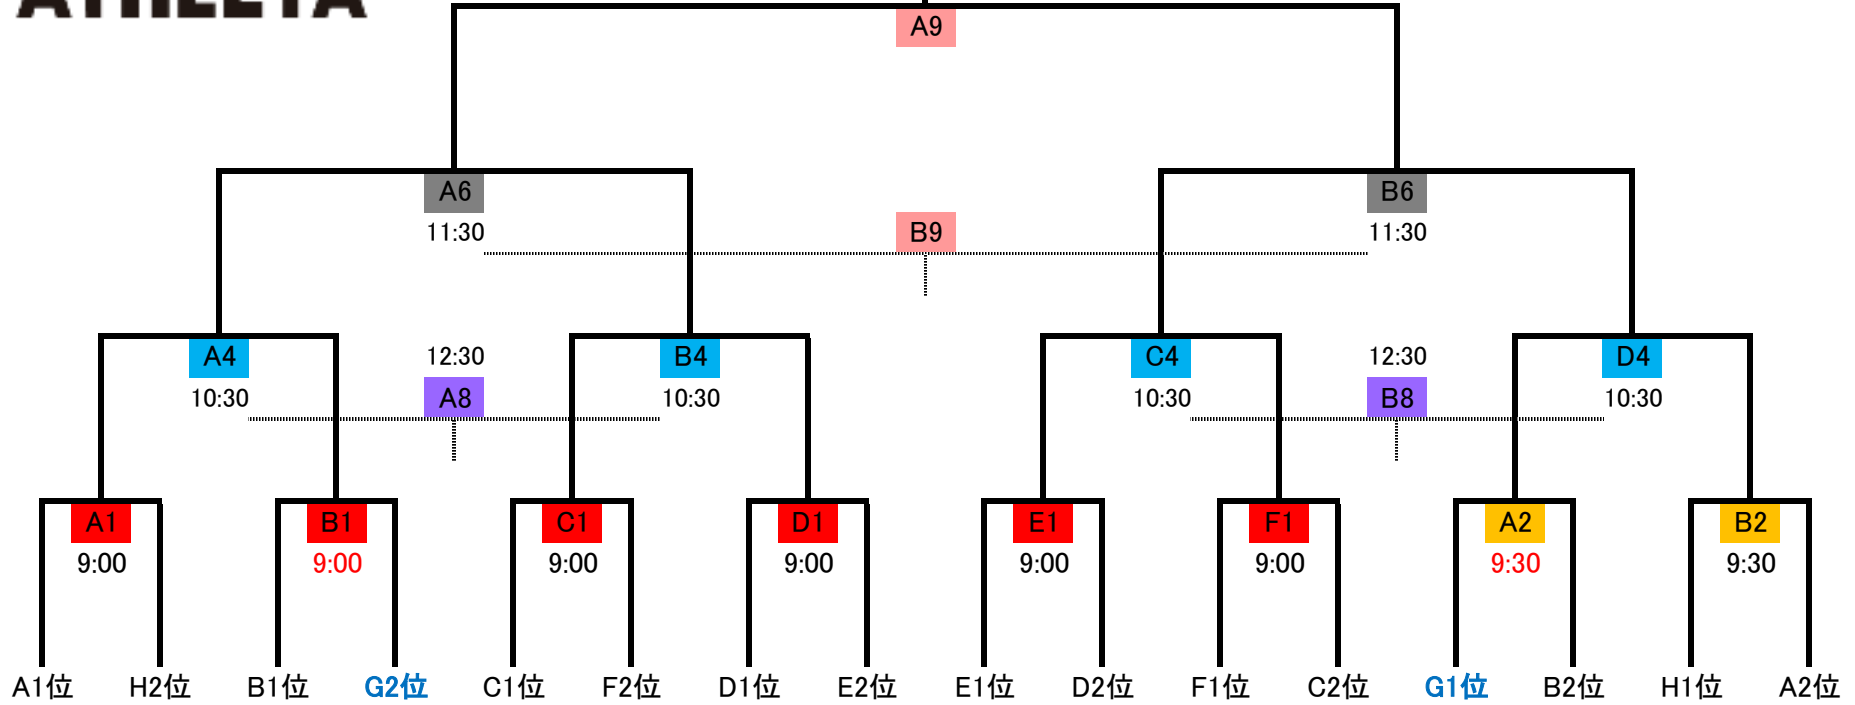 ATHLETA
A9
A6
B6
11:30
B9
11:30
A4
12:30
B4
C4
12:30
D4
10:30
A8
10:30
10:30
B8
10:30
A1
B1
C1
D1
E1
F1
A2
B2
9:00
9:00
9:00
9:00
9:00
9:00
9:30
9:30
A1位
H2位
B1位
G2位
C1位
F2位
D1位
E2位
E1位
D2位
F1位
C2位
G1位
B2位
H1位
A2位